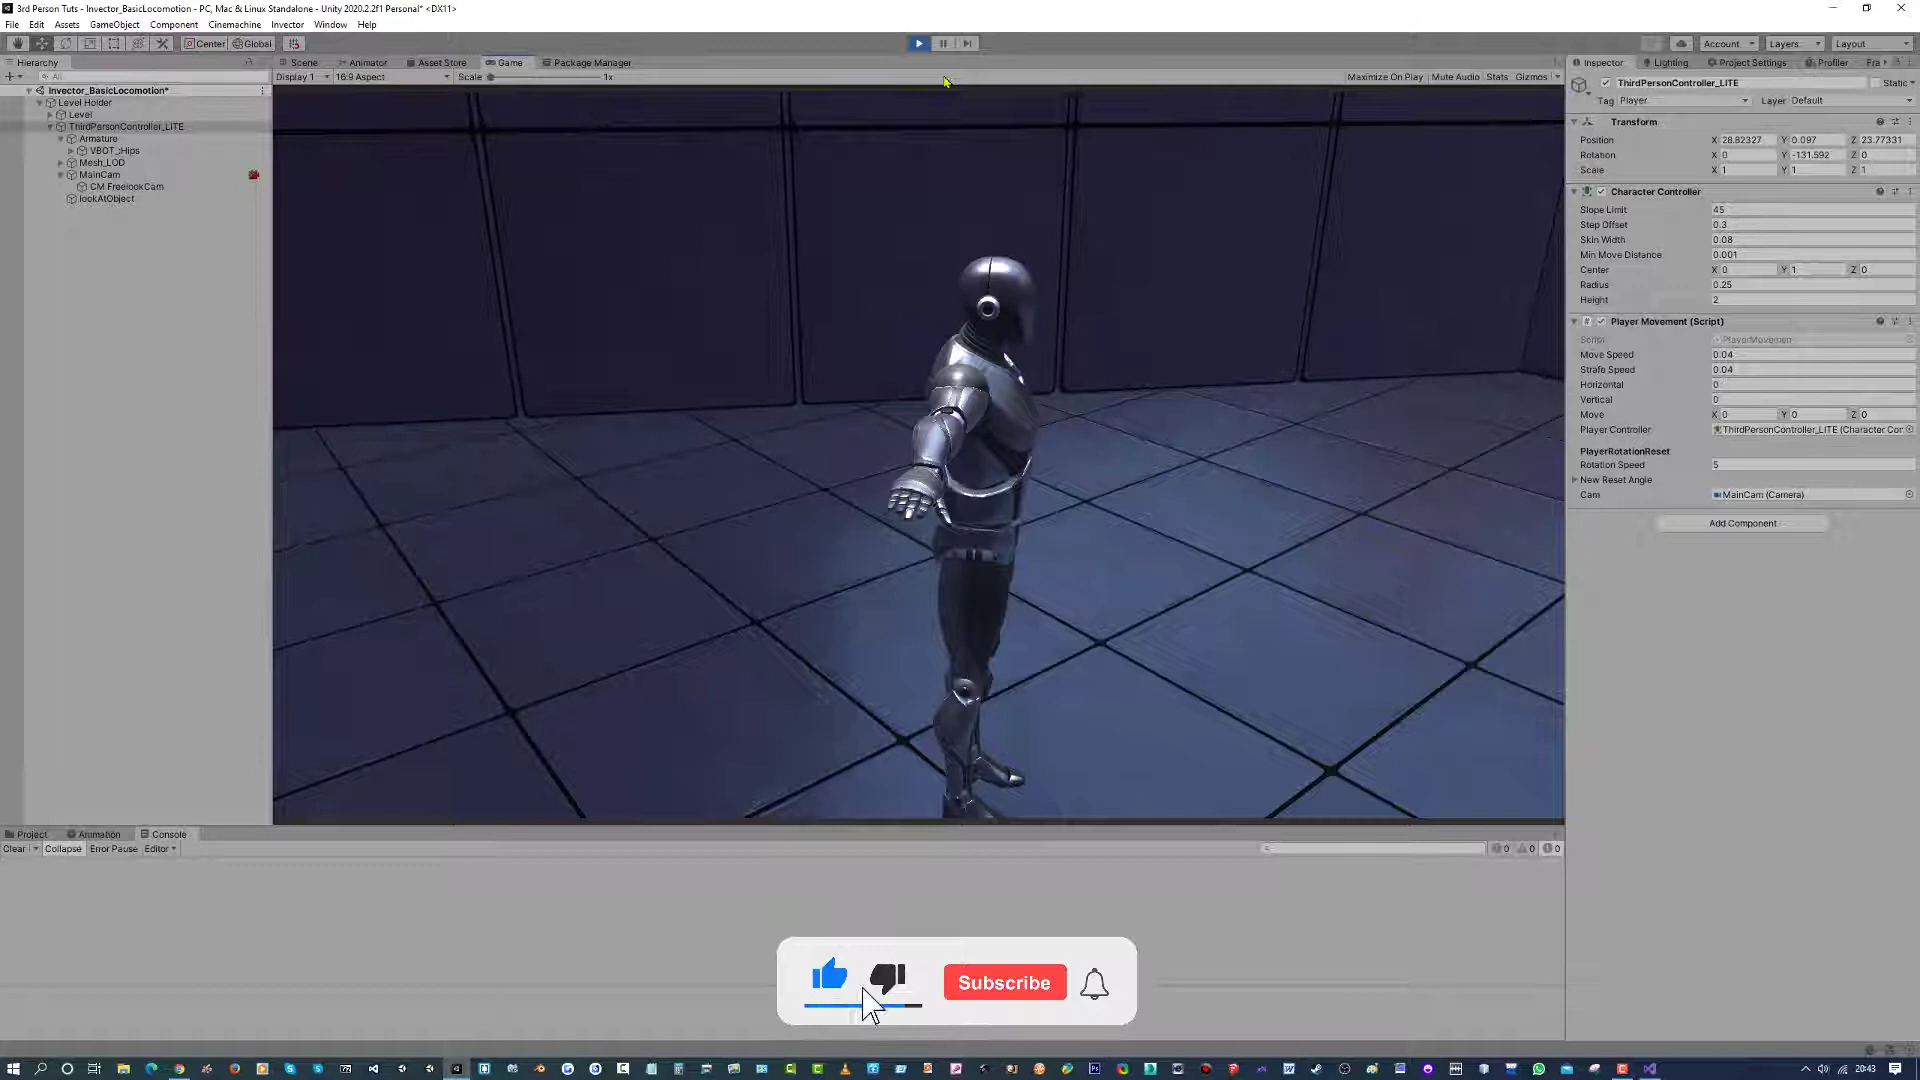 3rd Person Tuts - Invector_BasicLocomotion - PC, Mac & Linux Standalone - Unity 2020.2.2f1 Personal* <DX11>
File Edit Assets GameObject Component Cinemachine Invector Window Help
Center Global Account Layers Layout
Hierarchy Scene Animator Game Asset Store Package Manager Inspector Lighting Project Settings Profiler Fra
All Display 1 16:9 Aspect Scale 1x Maximize On Play Mute Audio Stats Gizmos
ThirdPersonController_LITE Static
Invector_BasicLocomotion*
Level Holder
Tag Player Layer Default
Level
ThirdPersonController_LITE
Transform
Armature
Position X 28.82327 Y 0.097 Z 23.77331
VBOT_:Hips
Rotation X 0 Y -131.592 Z 0
Mesh_LOD
Scale X 1 Y 1 Z 1
MainCam
CM FreelookCam
Character Controller
lookAtObject
Slope Limit 45
Step Offset 0.3
Skin Width 0.08
Min Move Distance 0.001
Center X 0 Y 1 Z 0
Radius 0.25
Height 2
Player Movement (Script)
Script PlayerMovemen
Move Speed 0.04
Strafe Speed 0.04
Horizontal 0
Vertical 0
Move X 0 Y 0 Z 0
Player Controller ThirdPersonController_LITE (Character Cor
PlayerRotationReset
Rotation Speed 5
New Reset Angle
Cam MainCam (Camera)
Add Component
Project Animation Console
Clear Collapse Error Pause Editor 0 0 0
Subscribe
20:43